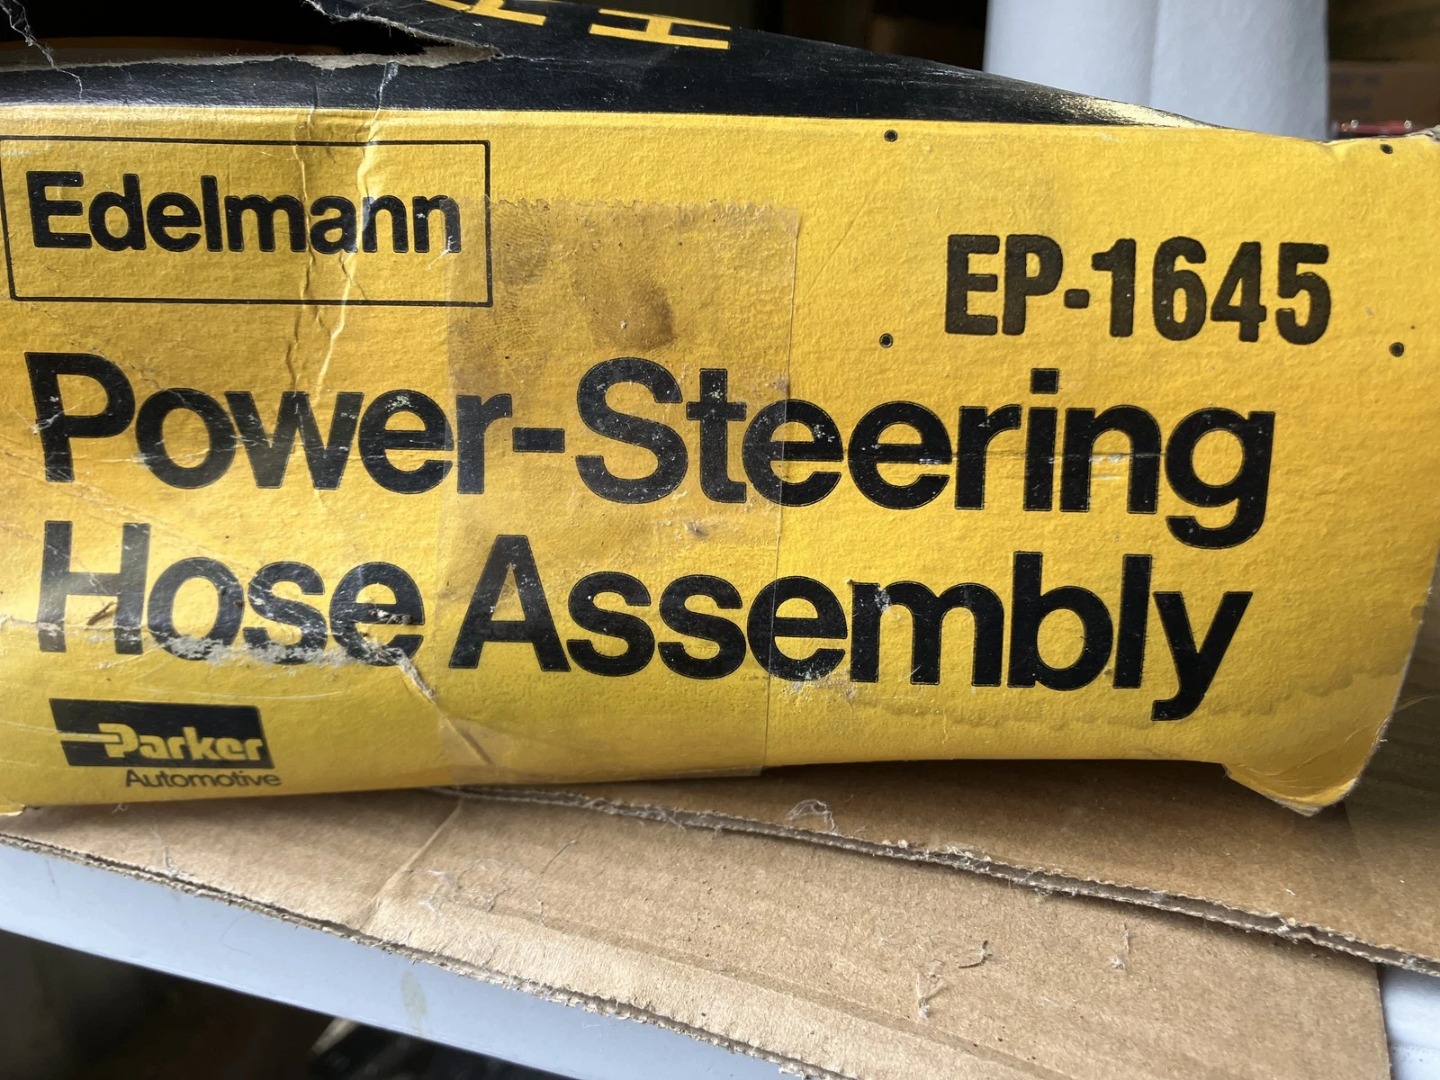 Edelmann
EP-1645
Power-Steering
Hose Assembly
Parker
Automotive